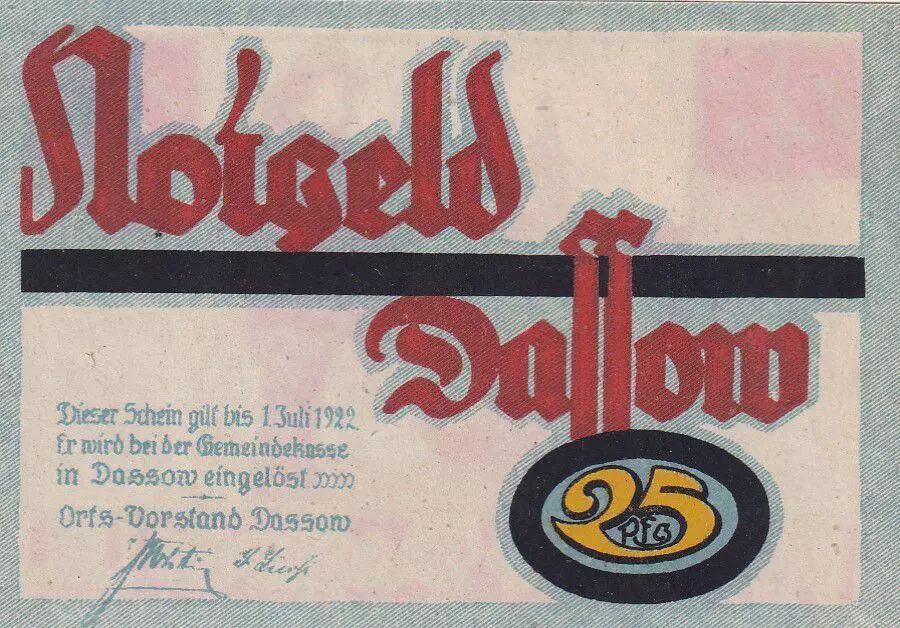 Notgeld
Dassow
Dieser Schein gilt bis 1. Juli 1922
Er wird bei der Gemeindekasse
in Dassow eingelöst
Orts-Vorstand Dassow
25
PFG